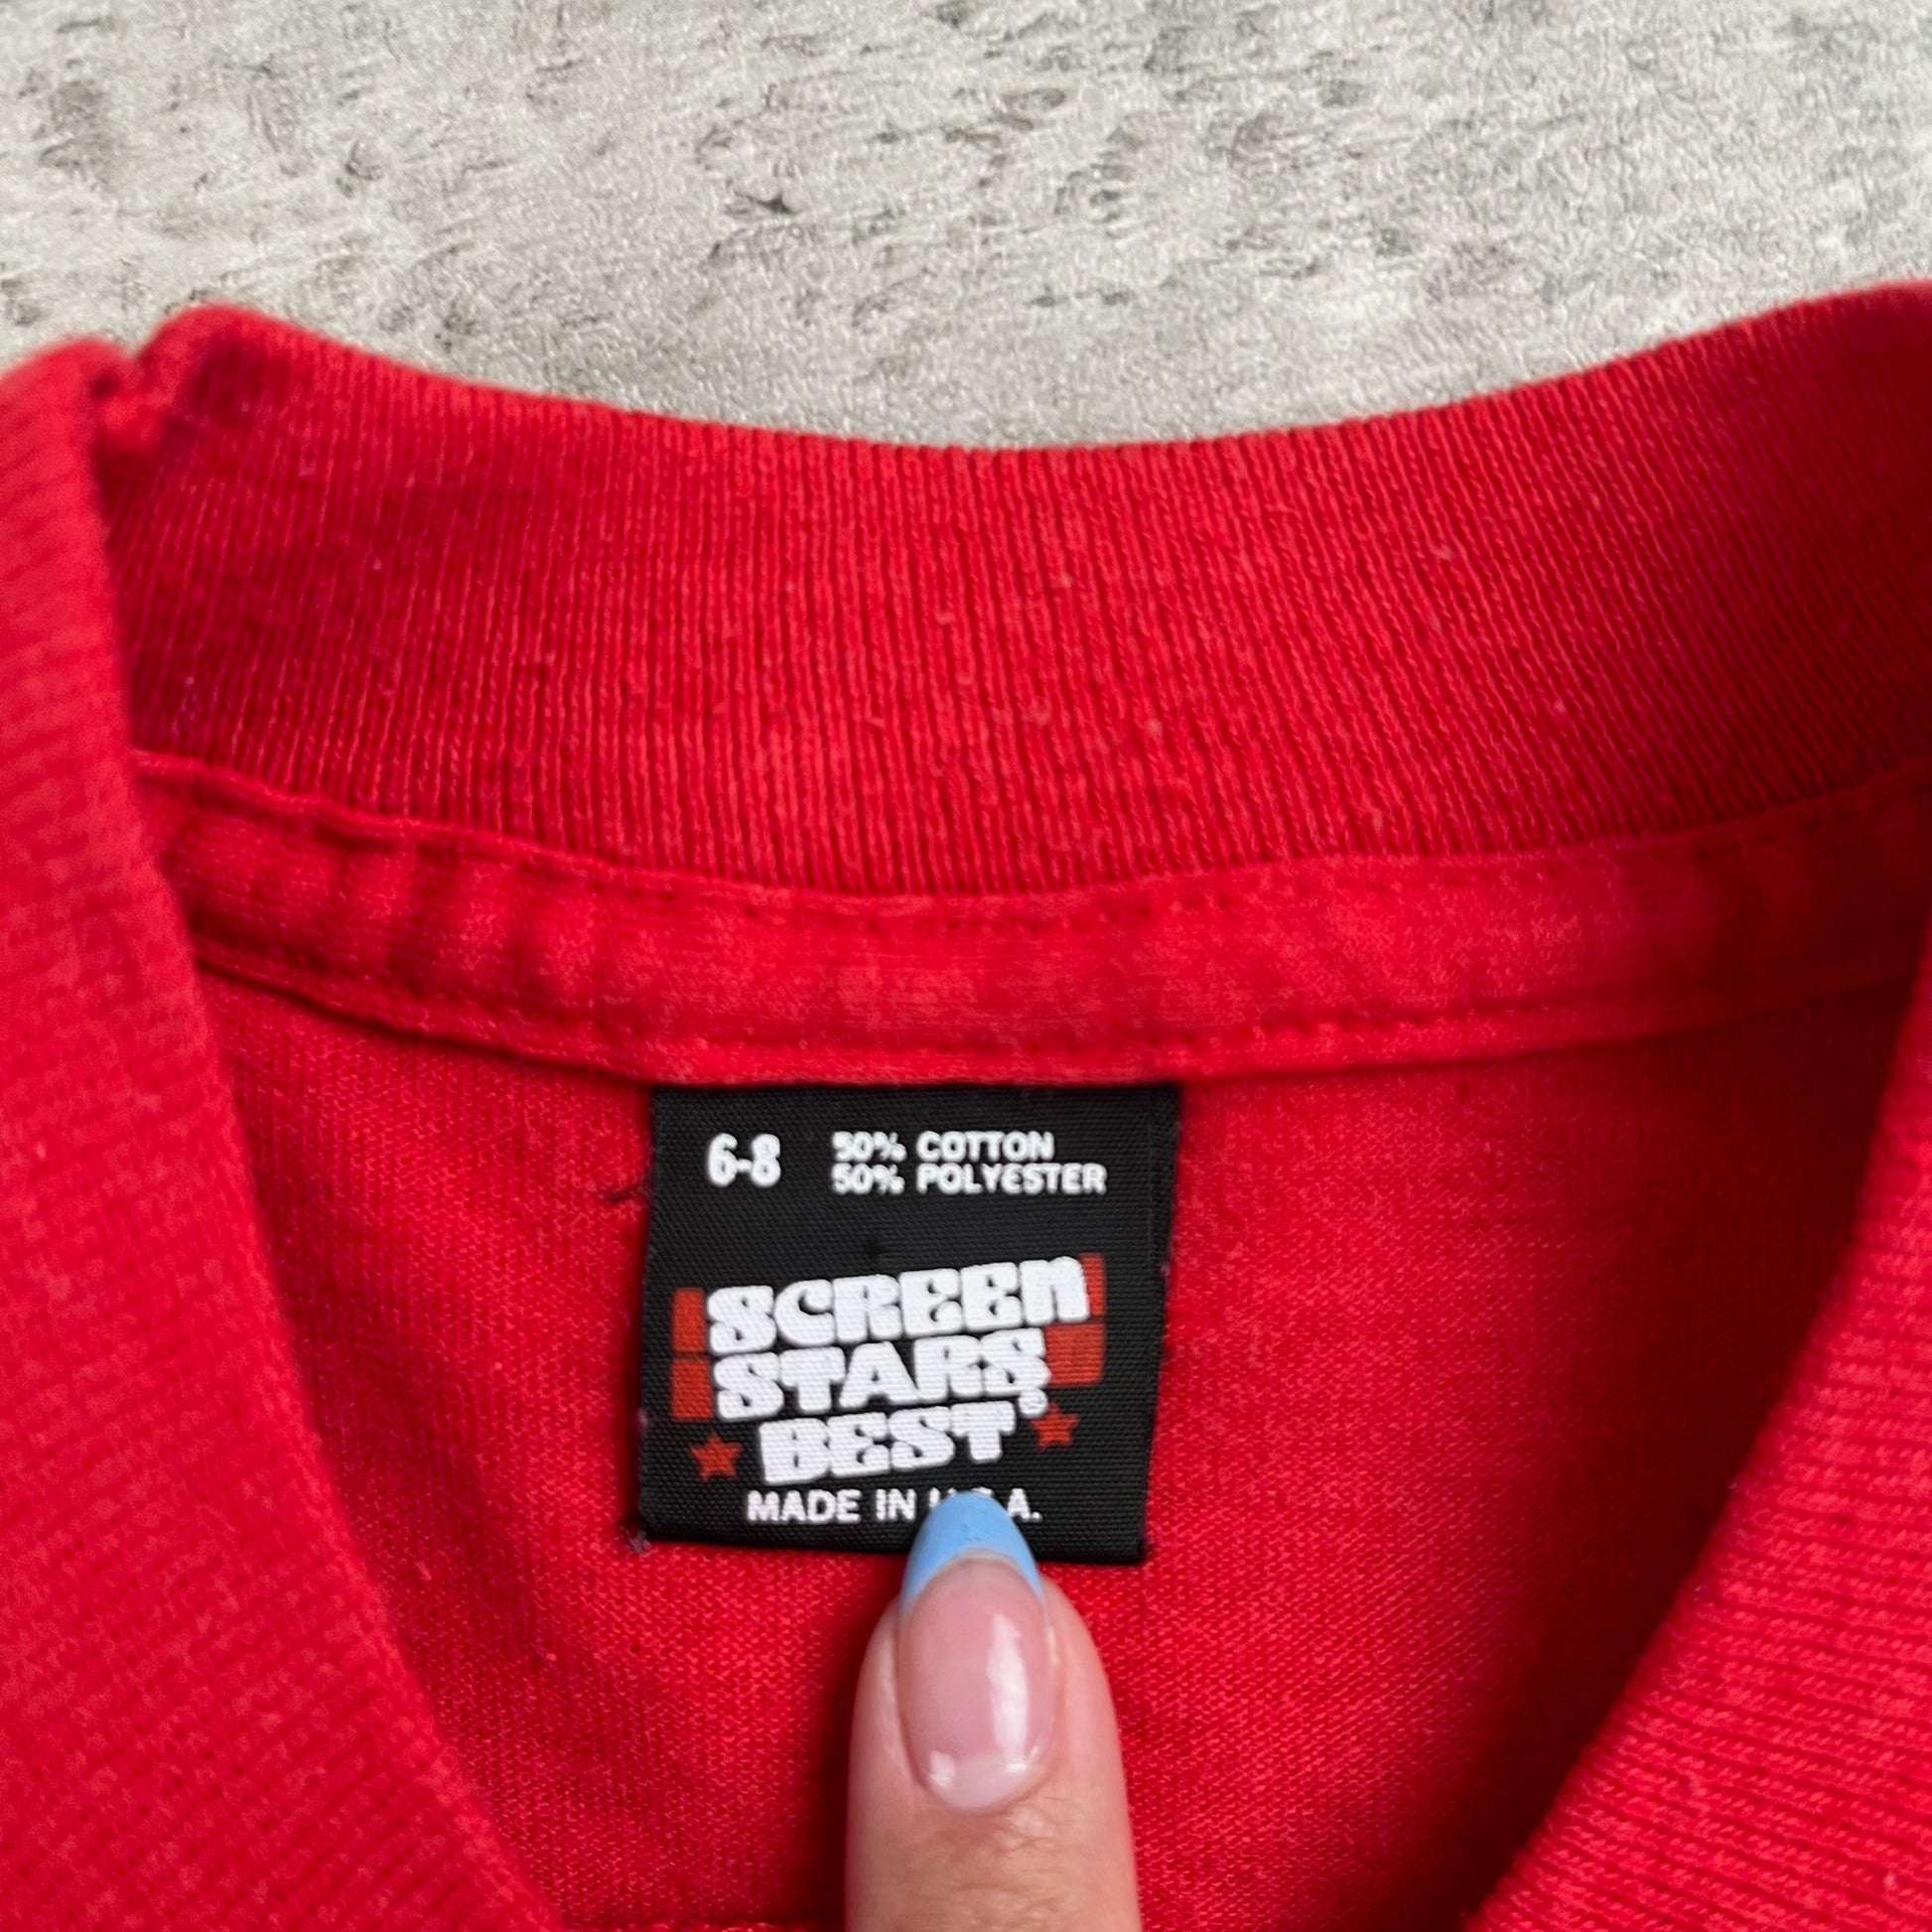 6-8 50% COTTON
50% POLYESTER
SCREEN
STARS®
BEST
MADE IN U.S.A.